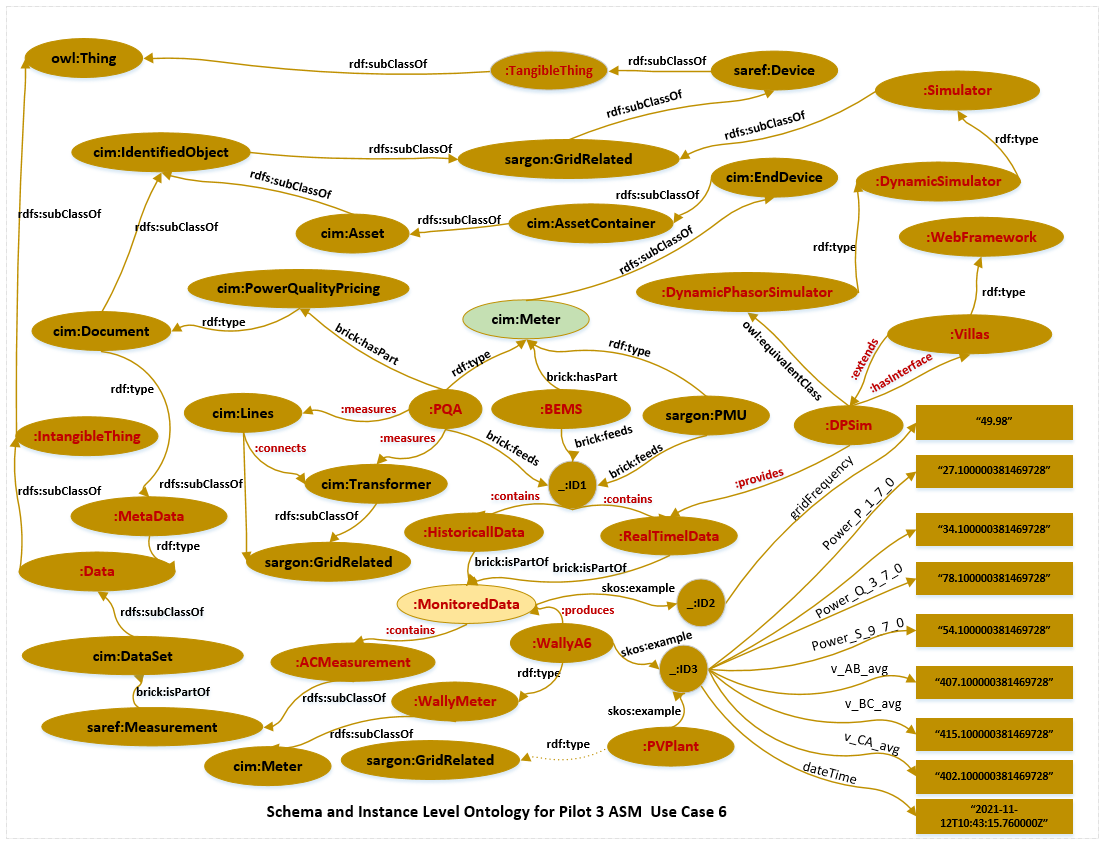 owl:Thing
rdf:subClassOf
:TangibleThing
rdf:subClassOf
saref:Device
:Simulator
rdf:subClassOf
rdfs:subClassOf
rdf:type
cim:IdentifiedObject
rdfs:subClassOf
sargon:GridRelated
cim:EndDevice
:DynamicSimulator
rdfs:subClassOf
rdfs:subClassOf
rdfs:subClassOf
cim:Asset
rdfs:subClassOf
cim:AssetContainer
rdfs:subClassOf
rdfs:subClassOf
rdf:type
:WebFramework
cim:PowerQualityPricing
:DynamicPhasorSimulator
rdf:type
cim:Document
rdf:type
brick:hasPart
cim:Meter
owl:equivalentClass
:Villas
:extends
:hasInterface
rdf:type
rdf:type
rdf:type
brick:hasPart
cim:Lines
:measures
:PQA
:BEMS
sargon:PMU
:DPSim
"49.98"
:IntangibleThing
:connects
:measures
brick:feeds
brick:feeds
brick:feeds
rdfs:subClassOf
rdfs:subClassOf
cim:Transformer
_:ID1
:provides
gridFrequency
Power_P_1_7_0
"27.100000381469728"
:MetaData
rdfs:subClassOf
:contains
:contains
:HistoricallData
:RealTimelData
"34.100000381469728"
rdf:type
sargon:GridRelated
brick:isPartOf
brick:isPartOf
:Data
Power_Q_3_7_0
"78.100000381469728"
rdfs:subClassOf
:MonitoredData
skos:example
_:ID2
:produces
:contains
Power_S_9_7_0
"54.100000381469728"
cim:DataSet
:ACMeasurement
:WallyA6
skos:example
_:ID3
v_AB_avg
"407.100000381469728"
brick:isPartOf
rdfs:subClassOf
rdf:type
:WallyMeter
v_BC_avg
saref:Measurement
skos:example
"415.100000381469728"
rdfs:subClassOf
v_CA_avg
cim:Meter
sargon:GridRelated
rdf:type
:PVPlant
dateTime
"402.100000381469728"
Schema and Instance Level Ontology for Pilot 3 ASM Use Case 6
"2021-11-
12T10:43:15.760000Z"